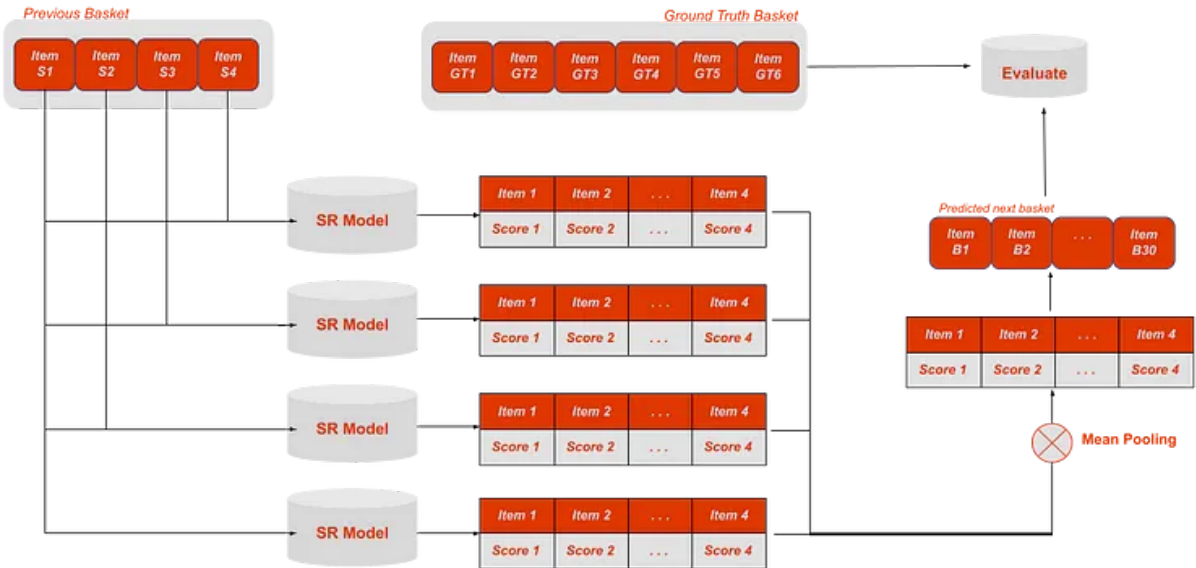 Previous Basket
Item S1 Item S2 Item S3 Item S4
Ground Truth Basket
Item GT1 Item GT2 Item GT3 Item GT4 Item GT5 Item GT6
Evaluate
SR Model
Item 1 Item 2 . . . Item 4
Score 1 Score 2 . . . Score 4
SR Model
Item 1 Item 2 . . . Item 4
Score 1 Score 2 . . . Score 4
SR Model
Item 1 Item 2 . . . Item 4
Score 1 Score 2 . . . Score 4
SR Model
Item 1 Item 2 . . . Item 4
Score 1 Score 2 . . . Score 4
Predicted next basket
Item B1 Item B2 . . . Item B30
Item 1 Item 2 . . . Item 4
Score 1 Score 2 . . . Score 4
Mean Pooling